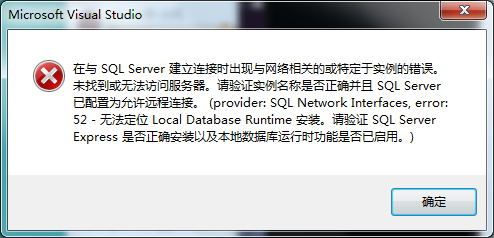 Microsoft Visual Studio
在与 SQL Server 建立连接时出现与网络相关的或特定于实例的错误。
未找到或无法访问服务器。请验证实例名称是否正确并且 SQL Server
已配置为允许远程连接。 (provider: SQL Network Interfaces, error:
52 - 无法定位 Local Database Runtime 安装。请验证 SQL Server
Express 是否正确安装以及本地数据库运行时功能是否已启用。)
确定